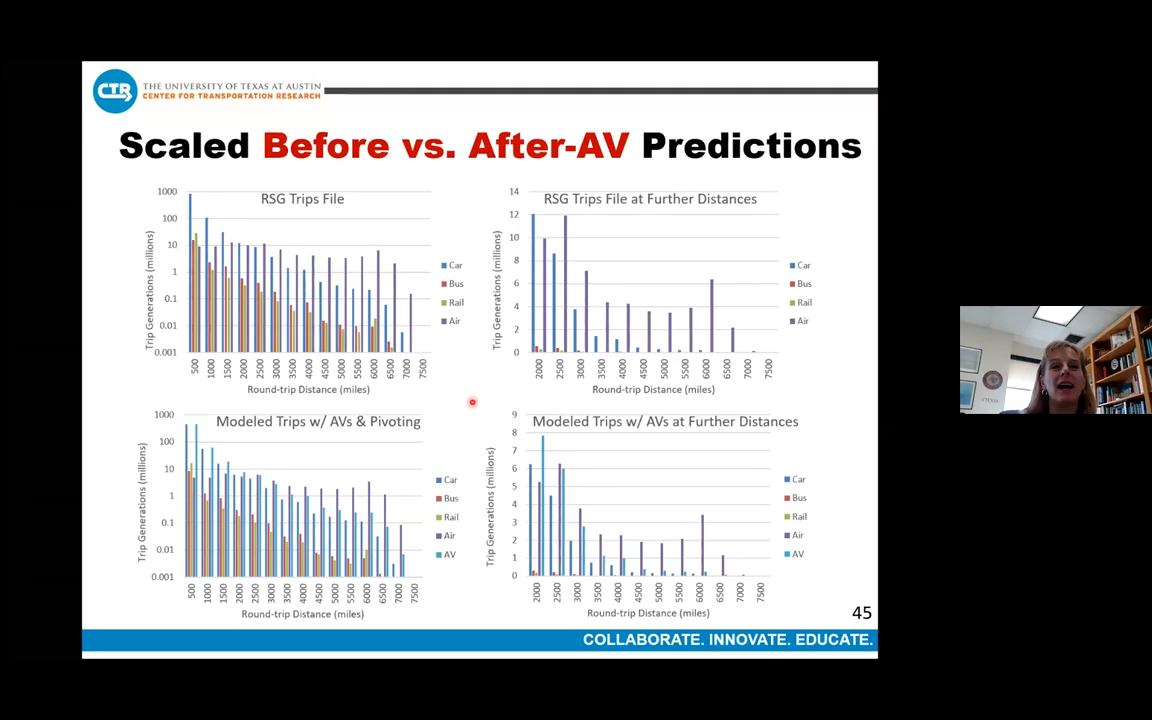 CTR
THE UNIVERSITY OF TEXAS AT AUSTIN
CENTER FOR TRANSPORTATION RESEARCH
Scaled Before vs. After-AV Predictions
RSG Trips File
Trip Generations (millions)
1000
100
10
1
0.1
0.01
0.001
500 1000 1500 2000 2500 3000 3500 4000 4500 5000 5500 6000 6500 7000 7500
Round-trip Distance (miles)
Car
Bus
Rail
Air
RSG Trips File at Further Distances
Trip Generations (millions)
14
12
10
8
6
4
2
0
2000 2500 3000 3500 4000 4500 5000 5500 6000 6500 7000 7500
Round-trip Distance (miles)
Car
Bus
Rail
Air
Modeled Trips w/ AVs & Pivoting
Trip Generations (millions)
1000
100
10
1
0.1
0.01
0.001
500 1000 1500 2000 2500 3000 3500 4000 4500 5000 5500 6000 6500 7000 7500
Round-trip Distance (miles)
Car
Bus
Rail
Air
AV
Modeled Trips w/ AVs at Further Distances
Trip Generations (millions)
9
8
7
6
5
4
3
2
1
0
2000 2500 3000 3500 4000 4500 5000 5500 6000 6500 7000 7500
Round-trip Distance (miles)
Car
Bus
Rail
Air
AV
45
COLLABORATE. INNOVATE. EDUCATE.